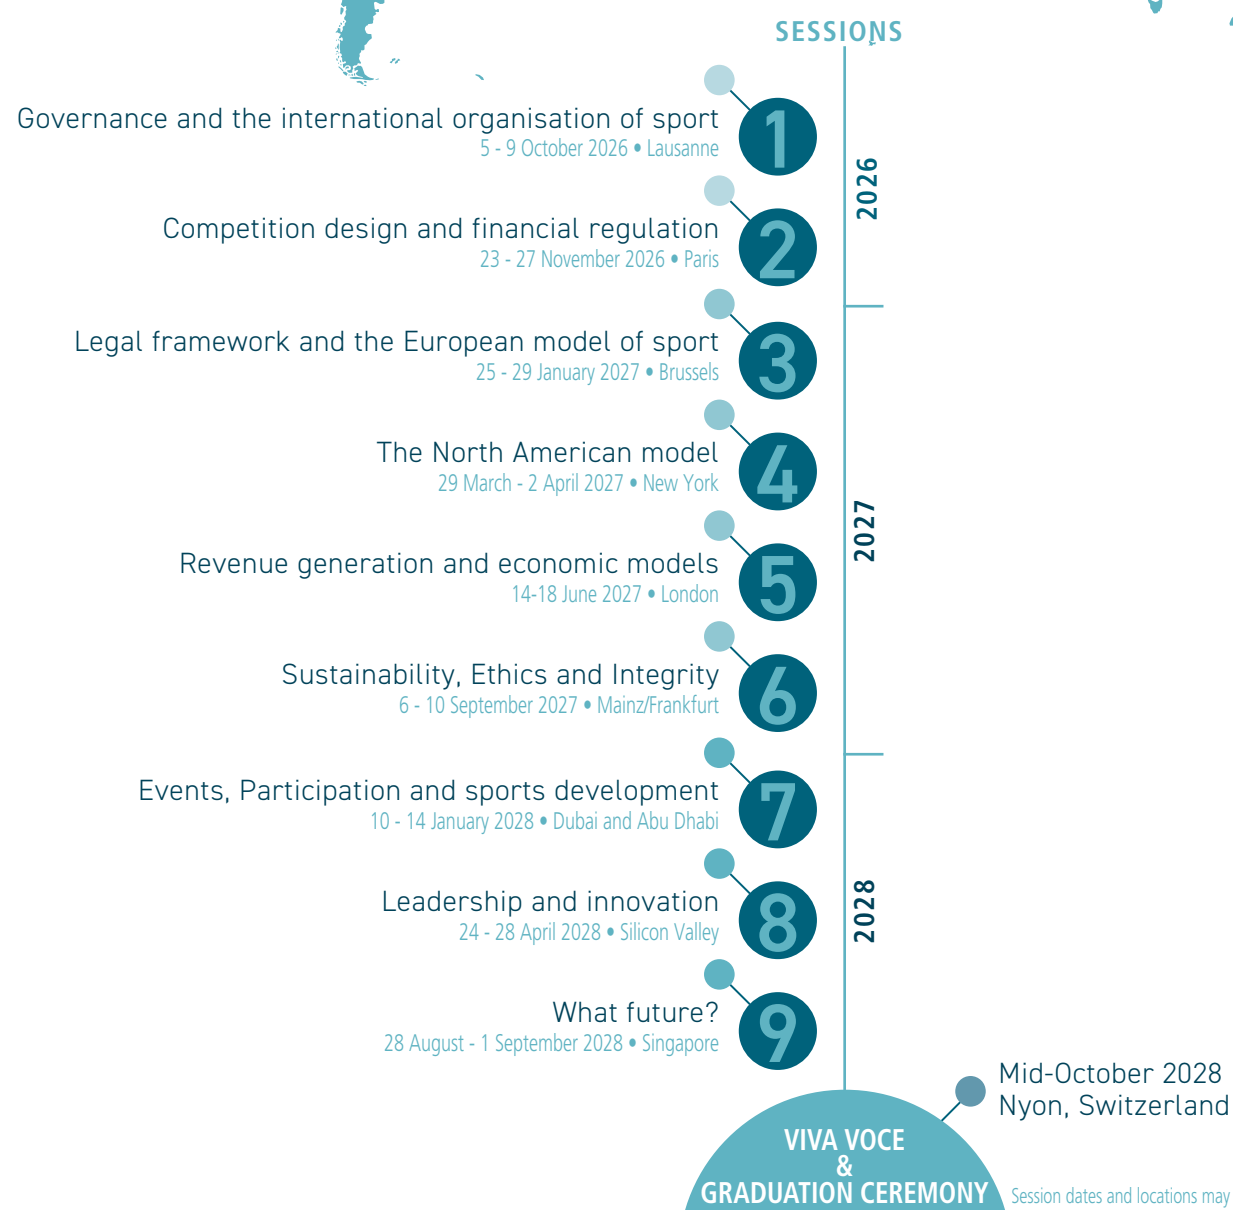 SESSIONS
Governance and the international organisation of sport
5 - 9 October 2026 • Lausanne
1
2026
Competition design and financial regulation
23 - 27 November 2026 • Paris
2
Legal framework and the European model of sport
25 - 29 January 2027 • Brussels
3
The North American model
29 March - 2 April 2027 • New York
4
2027
Revenue generation and economic models
14-18 June 2027 • London
5
Sustainability, Ethics and Integrity
6 - 10 September 2027 • Mainz/Frankfurt
6
Events, Participation and sports development
10 - 14 January 2028 • Dubai and Abu Dhabi
7
Leadership and innovation
24 - 28 April 2028 • Silicon Valley
8
2028
What future?
28 August - 1 September 2028 • Singapore
9
Mid-October 2028
Nyon, Switzerland
VIVA VOCE
&
GRADUATION CEREMONY
Session dates and locations may